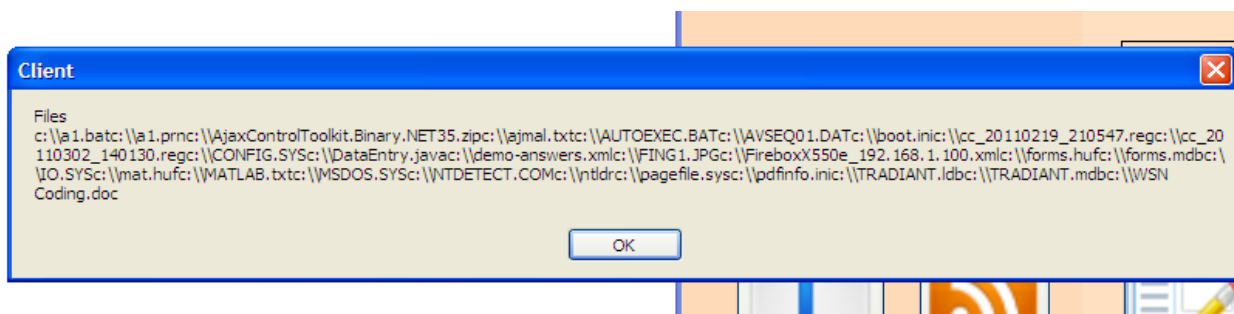 Client
Files
c:\\a1.batc:\\a1.prnc:\\AjaxControlToolkit.Binary.NET35.zipc:\\ajmal.txtc:\\AUTOEXEC.BATc:\\AVSEQ01.DATc:\\boot.inic:\\cc_20110219_210547.regc:\\cc_20
110302_140130.regc:\\CONFIG.SYSc:\\DataEntry.javac:\\demo-answers.xmlc:\\FING1.JPGc:\\FireboxX550e_192.168.1.100.xmlc:\\forms.hufc:\\forms.mdbc:\
\IO.SYSc:\\mat.hufc:\\MATLAB.txtc:\\MSDOS.SYSc:\\NTDETECT.COMc:\\ntldrc:\\pagefile.sysc:\\pdfinfo.inic:\\TRADIANT.ldbc:\\TRADIANT.mdbc:\\WSN
Coding.doc
OK